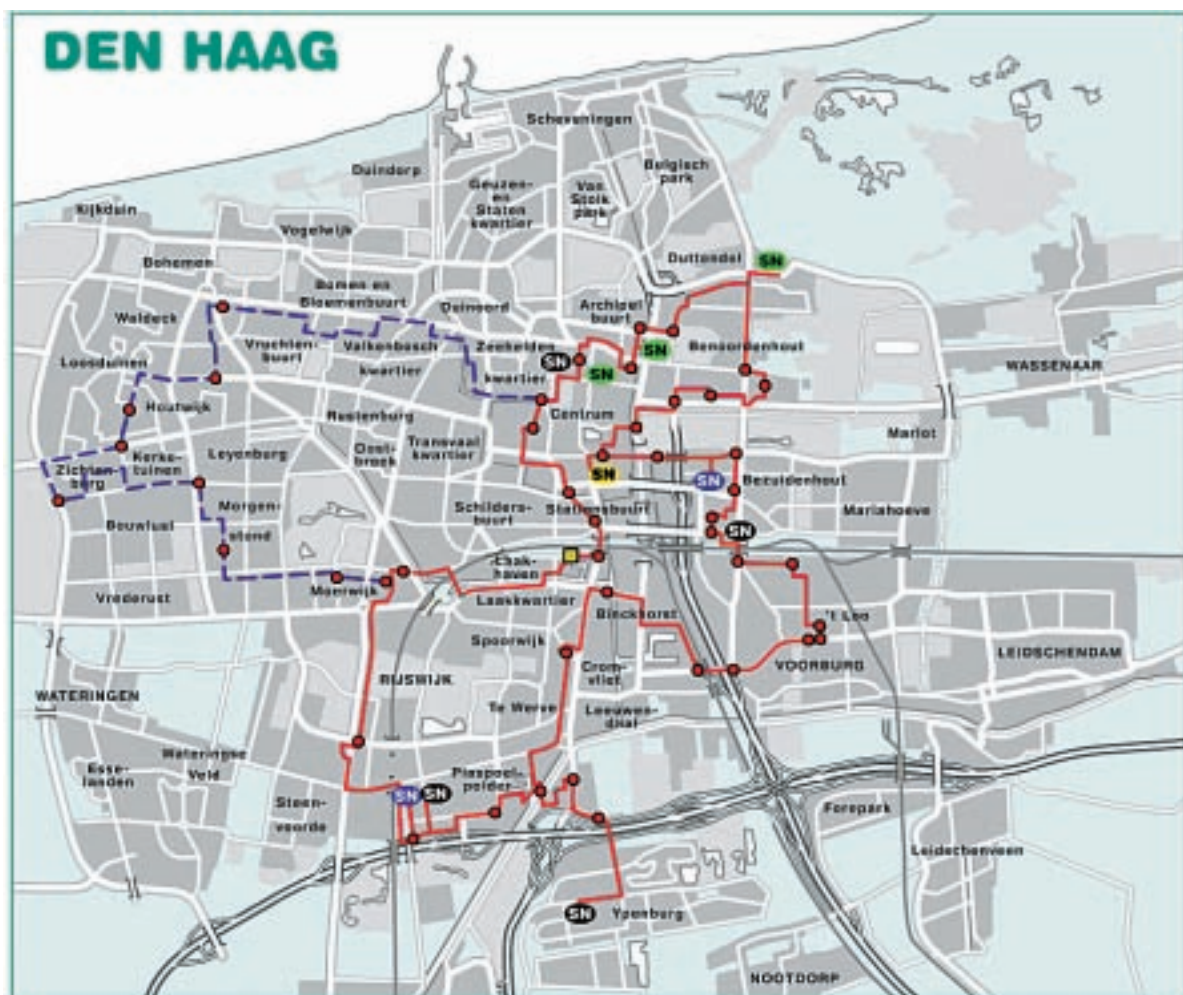 DEN HAAG
Scheveningen
Duindorp
Belgisch
park
Geuzen-
en
Staten
kwartier
Van
Stolk
park
Kijkduin
Vogelwijk
Bohemen
Duttendel
SN
Bomen en
Bloemenbuurt
Archipel
buurt
Waldeck
Vruchten-
buurt
Valkenbosch
kwartier
Zeehelden
kwartier
SN
SN
SN
Benoordenhout
WASSENAAR
Loosduinen
Houtwijk
Rustenburg
Centrum
Oost-
broek
Transvaal
kwartier
Marlot
Kerke-
tuinen
Leyenburg
SN
SN
Bezuidenhout
Bouwlust
Morgen-
stond
Schilders-
buurt
Stationsbuurt
Mariahoeve
SN
Vrederust
Moerwijk
Laakkwartier
Binckhorst
't Loo
Spoorwijk
LEIDSCHENDAM
VOORBURG
Crom-
vliet
RIJSWIJK
WATERINGEN
Te Werve
Leeuwen-
daal
Wateringse
Veld
Esse-
landen
Plaspoel-
polder
Steen-
voorde
SN
SN
Forepark
Leidschenveen
SN
Ypenburg
NOOTDORP